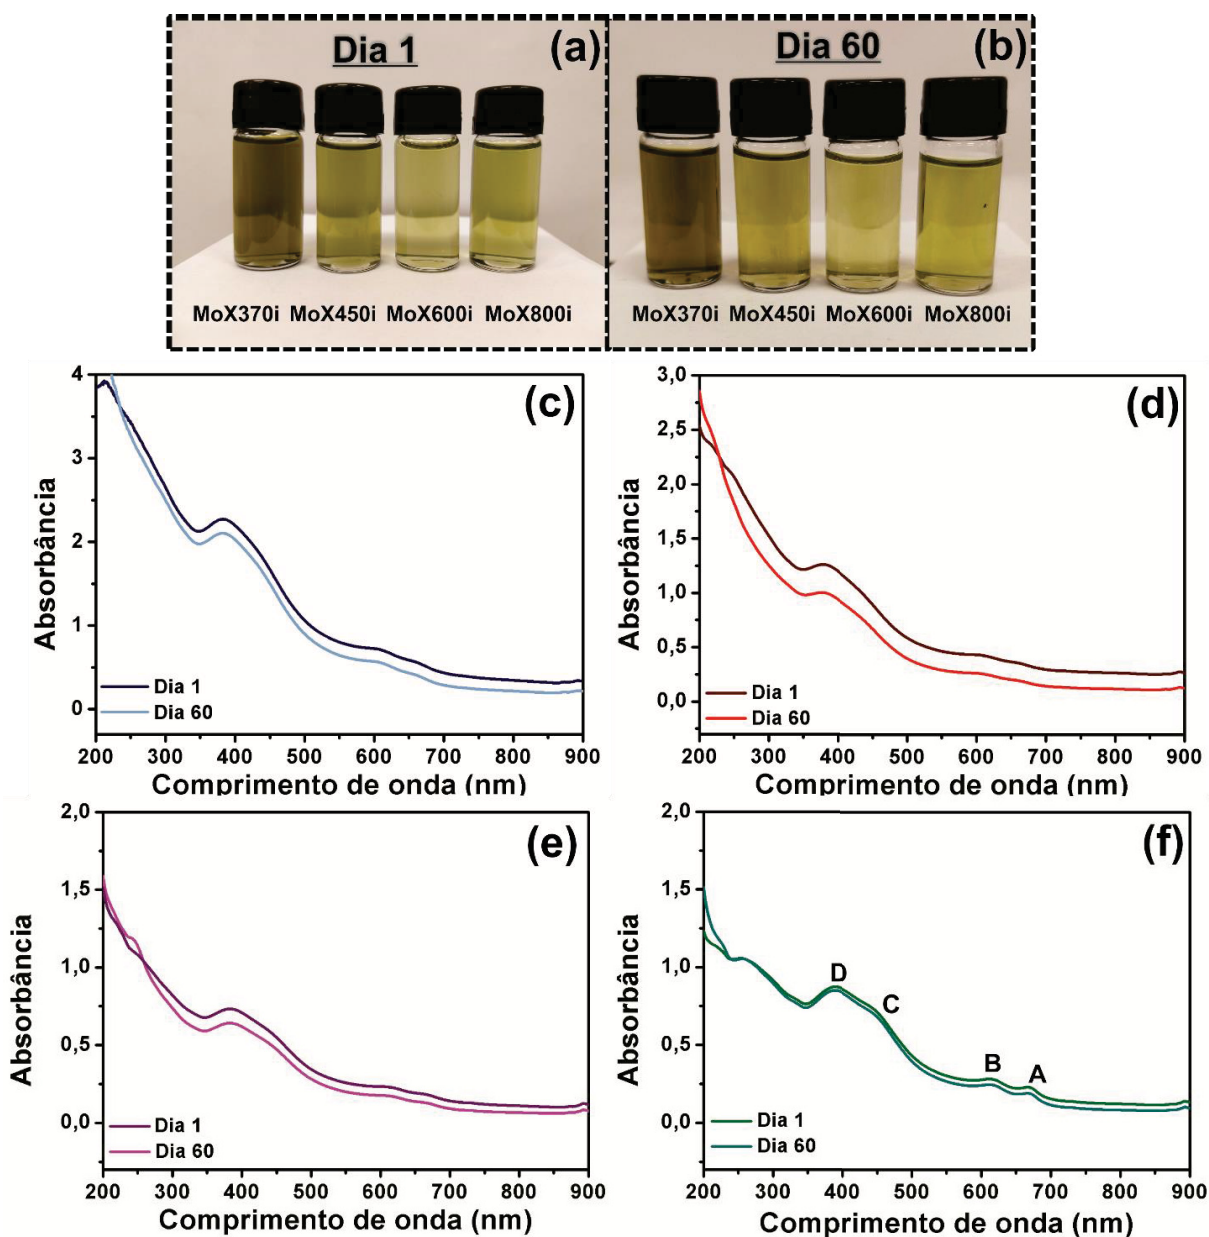 Dia 1
(a)
MoX370i MoX450i MoX600i MoX800i
Dia 60
(b)
MoX370i MoX450i MoX600i MoX800i
(c)
Absorbância
4
3
2
1
0
Dia 1
Dia 60
200 300 400 500 600 700 800 900
Comprimento de onda (nm)
(d)
Absorbância
3,0
2,5
2,0
1,5
1,0
0,5
0,0
Dia 1
Dia 60
200 300 400 500 600 700 800 900
Comprimento de onda (nm)
(e)
Absorbância
2,0
1,5
1,0
0,5
0,0
Dia 1
Dia 60
200 300 400 500 600 700 800 900
Comprimento de onda (nm)
(f)
Absorbância
2,0
1,5
1,0
0,5
0,0
D
C
B
A
Dia 1
Dia 60
200 300 400 500 600 700 800 900
Comprimento de onda (nm)